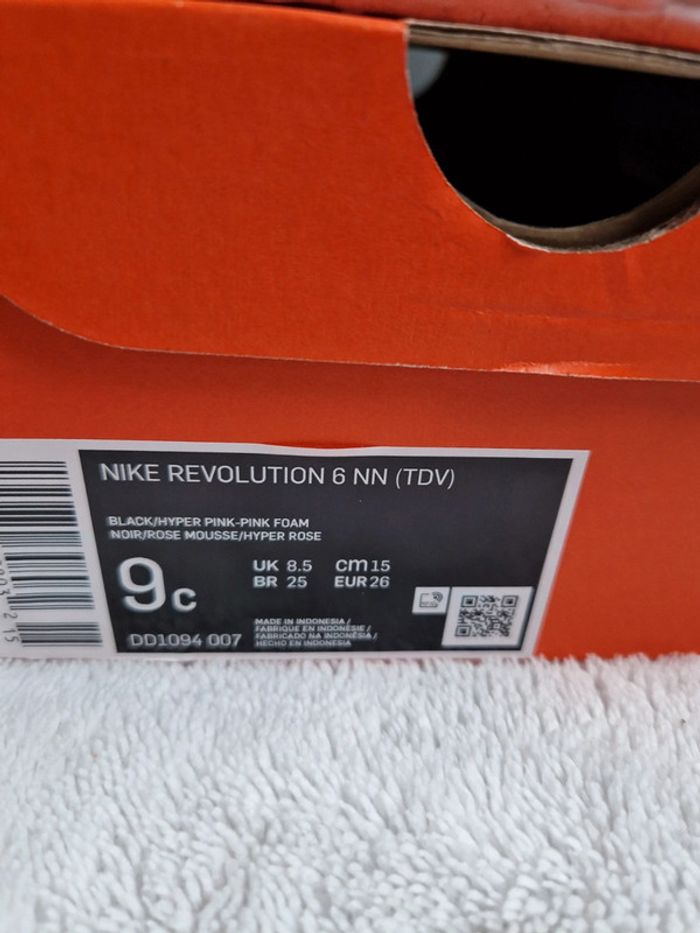 NIKE REVOLUTION 6 NN (TDV)
BLACK/HYPER PINK-PINK FOAM
NOIR/ROSE MOUSSE/HYPER ROSE
9c
UK 8.5 cm 15
BR 25 EUR 26
DD1094 007
MADE IN INDONESIA /
FABRIQUE EN INDONESIE /
FABRICADO NA INDONÉSIA /
HECHO EN INDONESIA